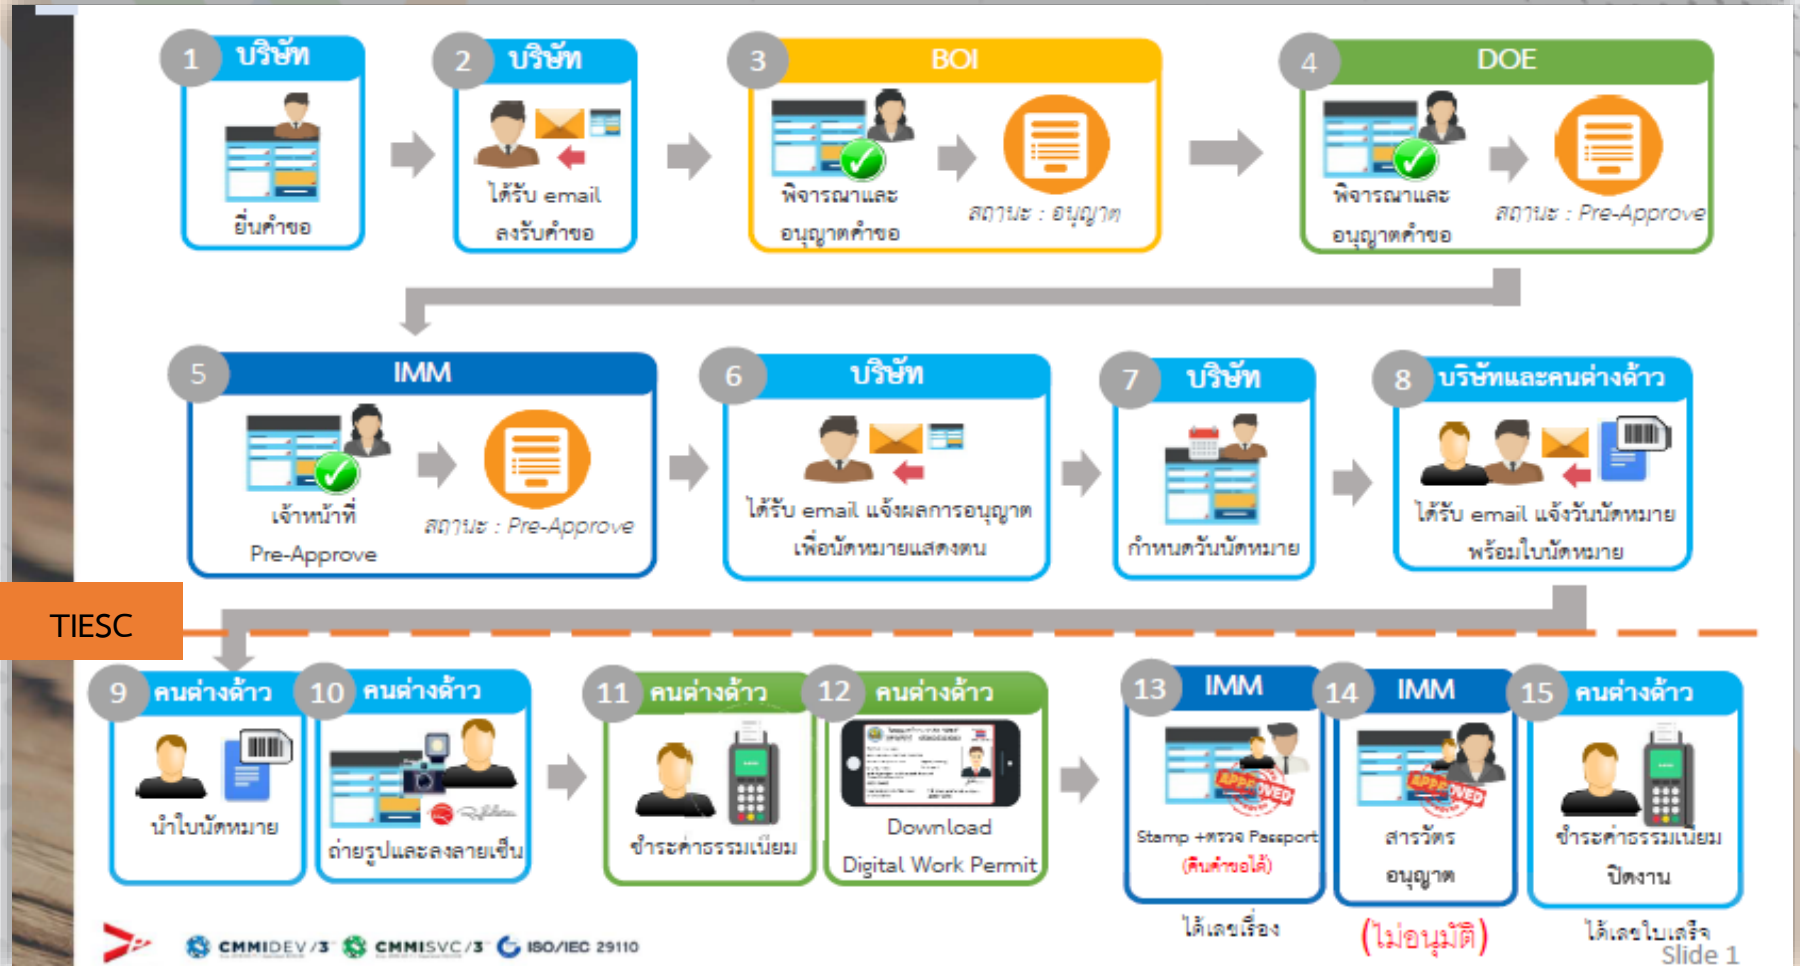 1 บริษัท
ยื่นคำขอ
2 บริษัท
ได้รับ email
ลงรับคำขอ
3 BOI
พิจารณาและ
อนุญาตคำขอ
สถานะ : อนุญาต
4 DOE
พิจารณาและ
อนุญาตคำขอ
สถานะ : Pre-Approve
5 IMM
เจ้าหน้าที่
Pre-Approve
สถานะ : Pre-Approve
6 บริษัท
ได้รับ email แจ้งผลการอนุญาต
เพื่อนัดหมายแสดงตน
7 บริษัท
กำหนดวันนัดหมาย
8 บริษัทและคนต่างด้าว
ได้รับ email แจ้งวันนัดหมาย
พร้อมใบนัดหมาย
TIESC
9 คนต่างด้าว
นำใบนัดหมาย
10 คนต่างด้าว
ถ่ายรูปและลงลายเซ็น
11 คนต่างด้าว
ชำระค่าธรรมเนียม
12 คนต่างด้าว
Download
Digital Work Permit
13 IMM
APPROVED
Stamp +ตรวจ Passport
(คืนคำขอได้)
ได้เลขเรื่อง
14 IMM
APPROVED
สารวัตร
อนุญาต
(ไม่อนุมัติ)
15 คนต่างด้าว
ชำระค่าธรรมเนียม
ปิดงาน
ได้เลขใบเสร็จ
CMMIDEV/3 CMMISVC/3 ISO/IEC 29110
Slide 1